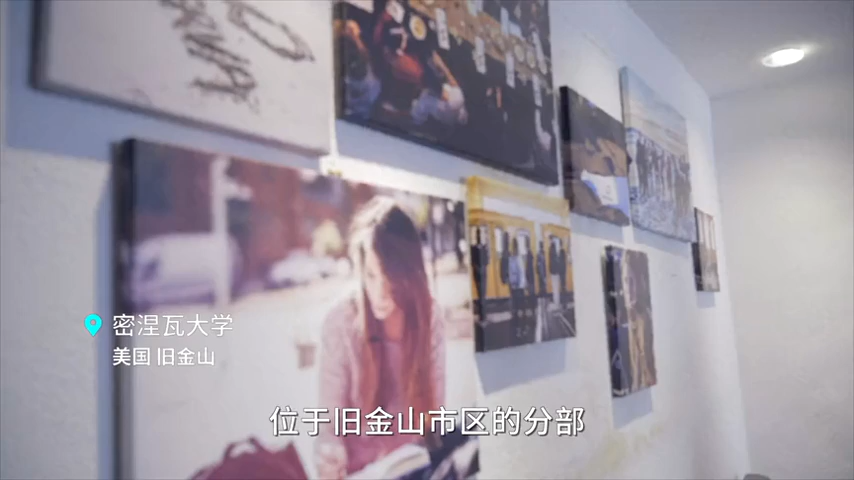 密涅瓦大学
美国 旧金山
位于旧金山市区的分部